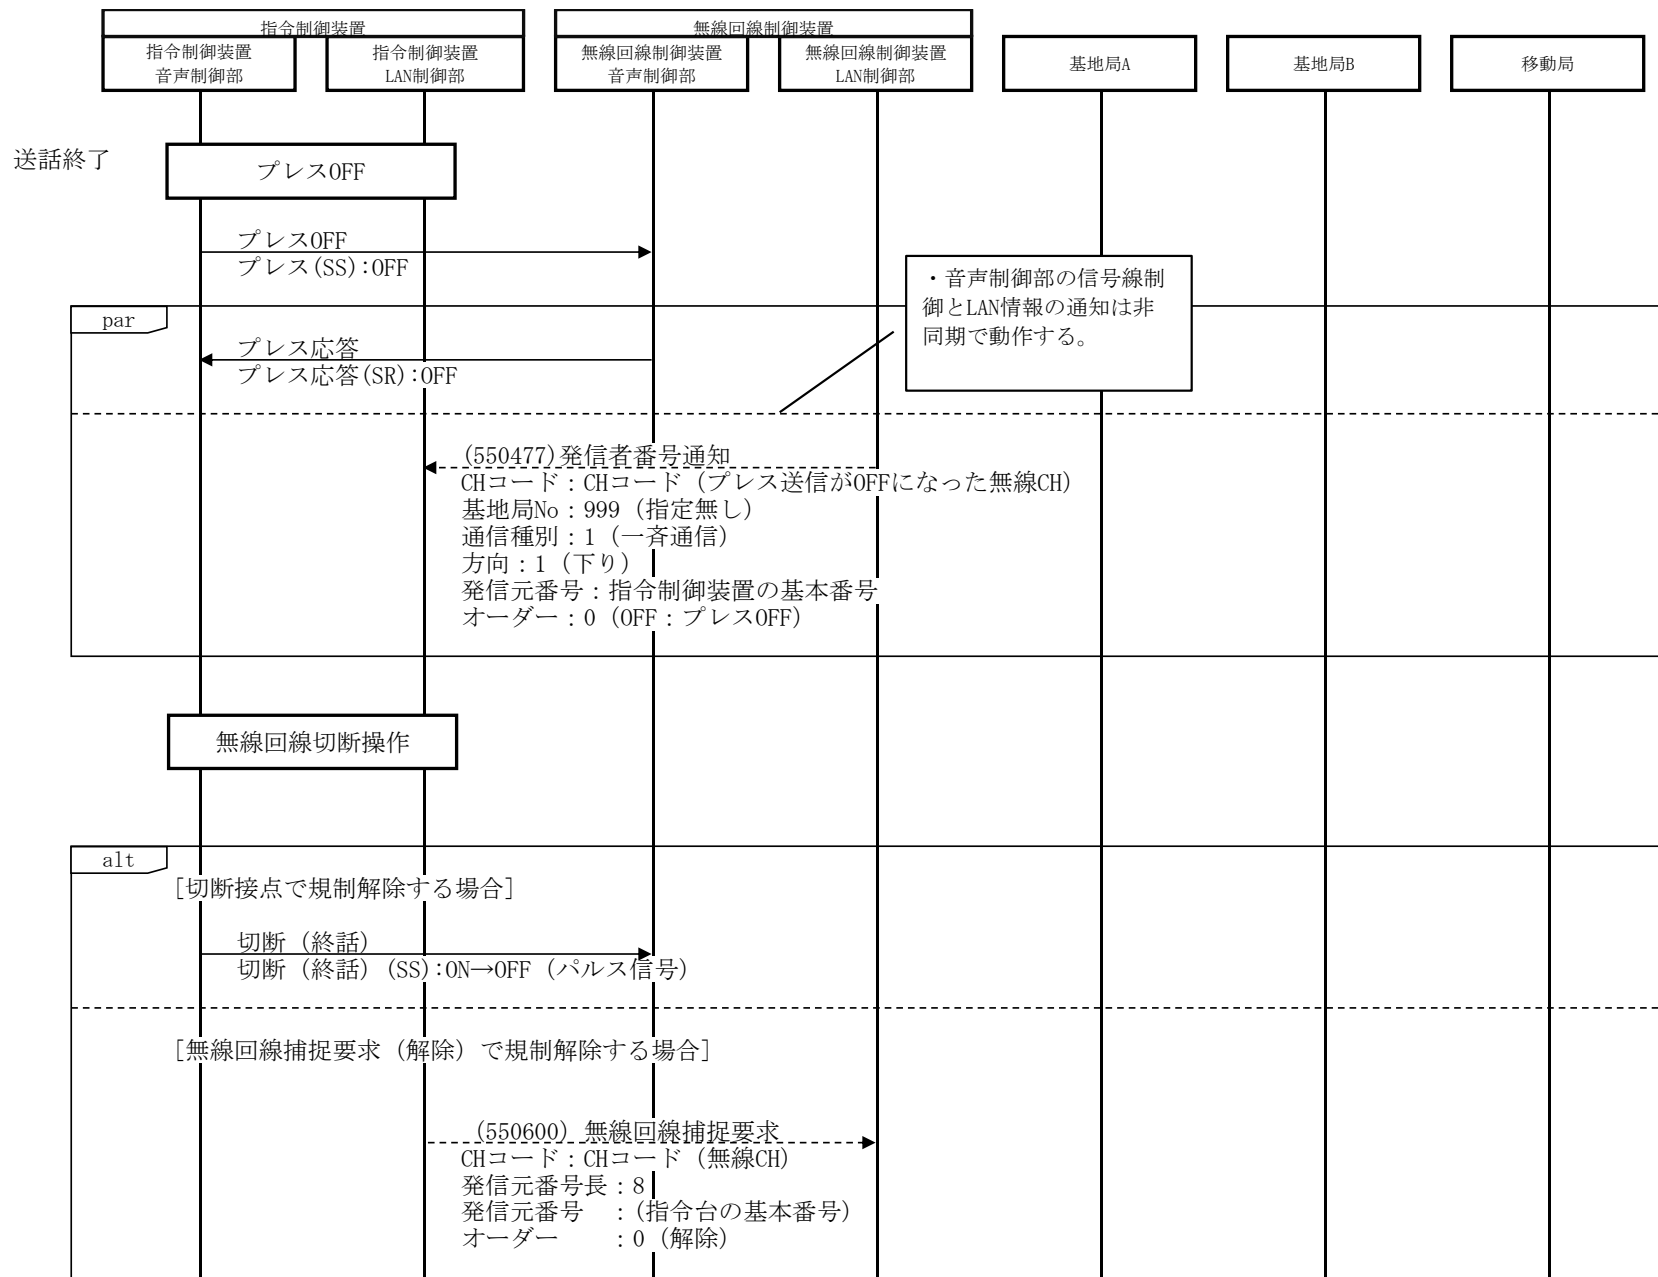 指令制御装置
無線回線制御装置
指令制御装置
音声制御部
指令制御装置
LAN制御部
無線回線制御装置
音声制御部
無線回線制御装置
LAN制御部
基地局A
基地局B
移動局
送話終了
プレスOFF
プレスOFF
プレス(SS):OFF
・音声制御部の信号線制
御とLAN情報の通知は非
同期で動作する。
par
プレス応答
プレス応答(SR):OFF
(550477)発信者番号通知
CHコード:CHコード（プレス送信がOFFになった無線CH）
基地局No:999（指定無し）
通信種別:1（一斉通信）
方向:1（下り）
発信元番号:指令制御装置の基本番号
オーダー:0（OFF:プレスOFF）
無線回線切断操作
alt
[切断接点で規制解除する場合]
切断（終話）
切断（終話）(SS):ON→OFF（パルス信号）
[無線回線捕捉要求（解除）で規制解除する場合]
(550600) 無線回線捕捉要求
CHコード:CHコード（無線CH）
発信元番号長:8
発信元番号　:(指令台の基本番号)
オーダー　　:0（解除）